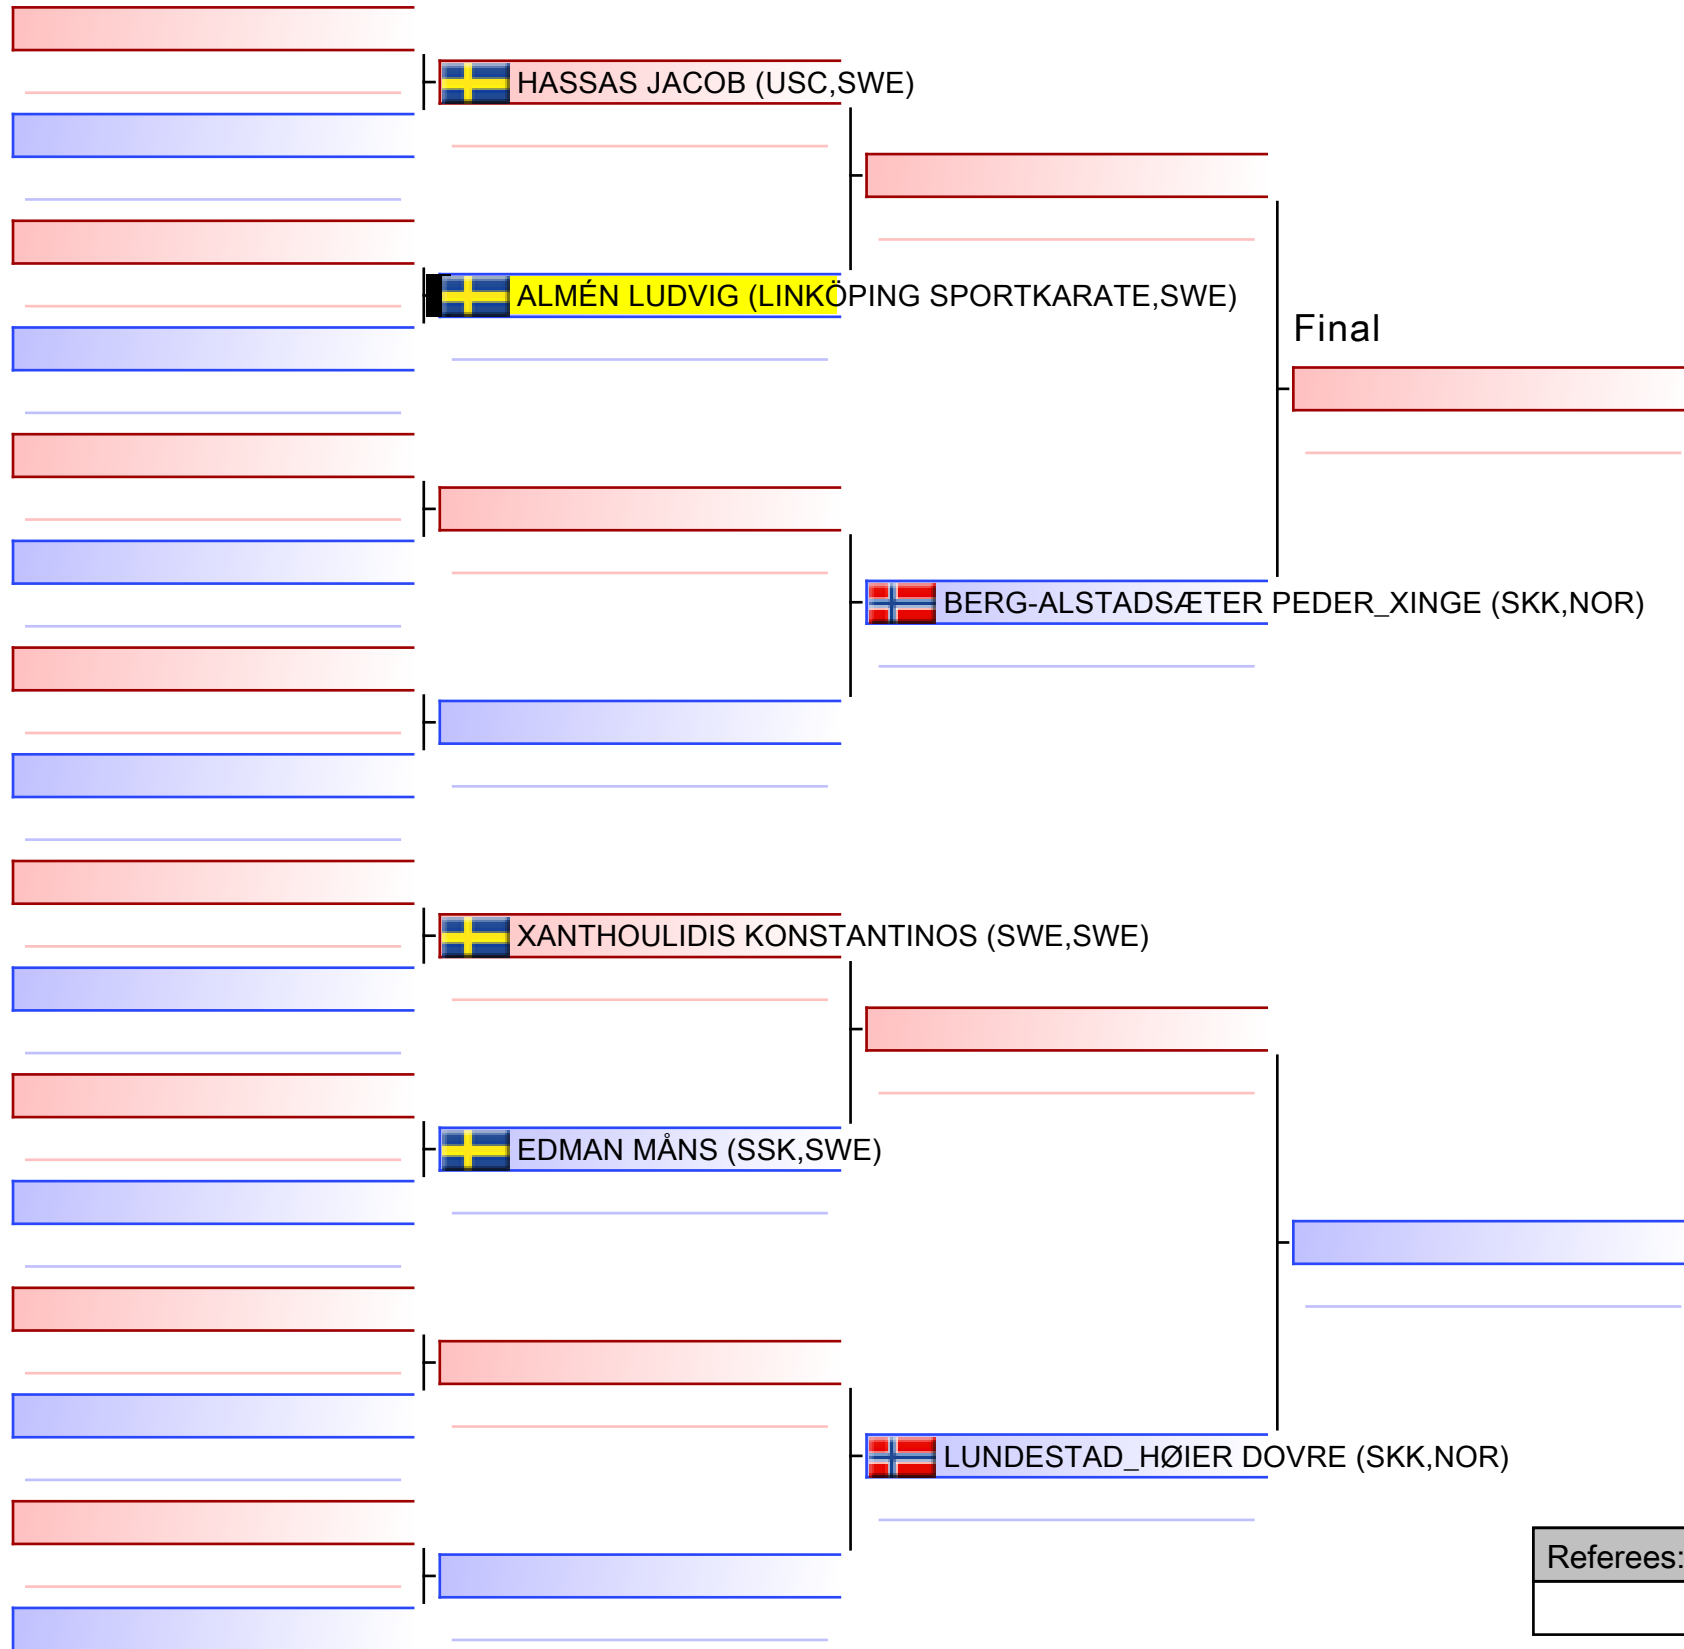 HASSAS JACOB (USC,SWE)
ALMÉN LUDVIG (LINKÖPING SPORTKARATE,SWE)
Final
BERG-ALSTADSÆTER PEDER_XINGE (SKK,NOR)
XANTHOULIDIS KONSTANTINOS (SWE,SWE)
EDMAN MÅNS (SSK,SWE)
LUNDESTAD_HØIER DOVRE (SKK,NOR)
Referees: